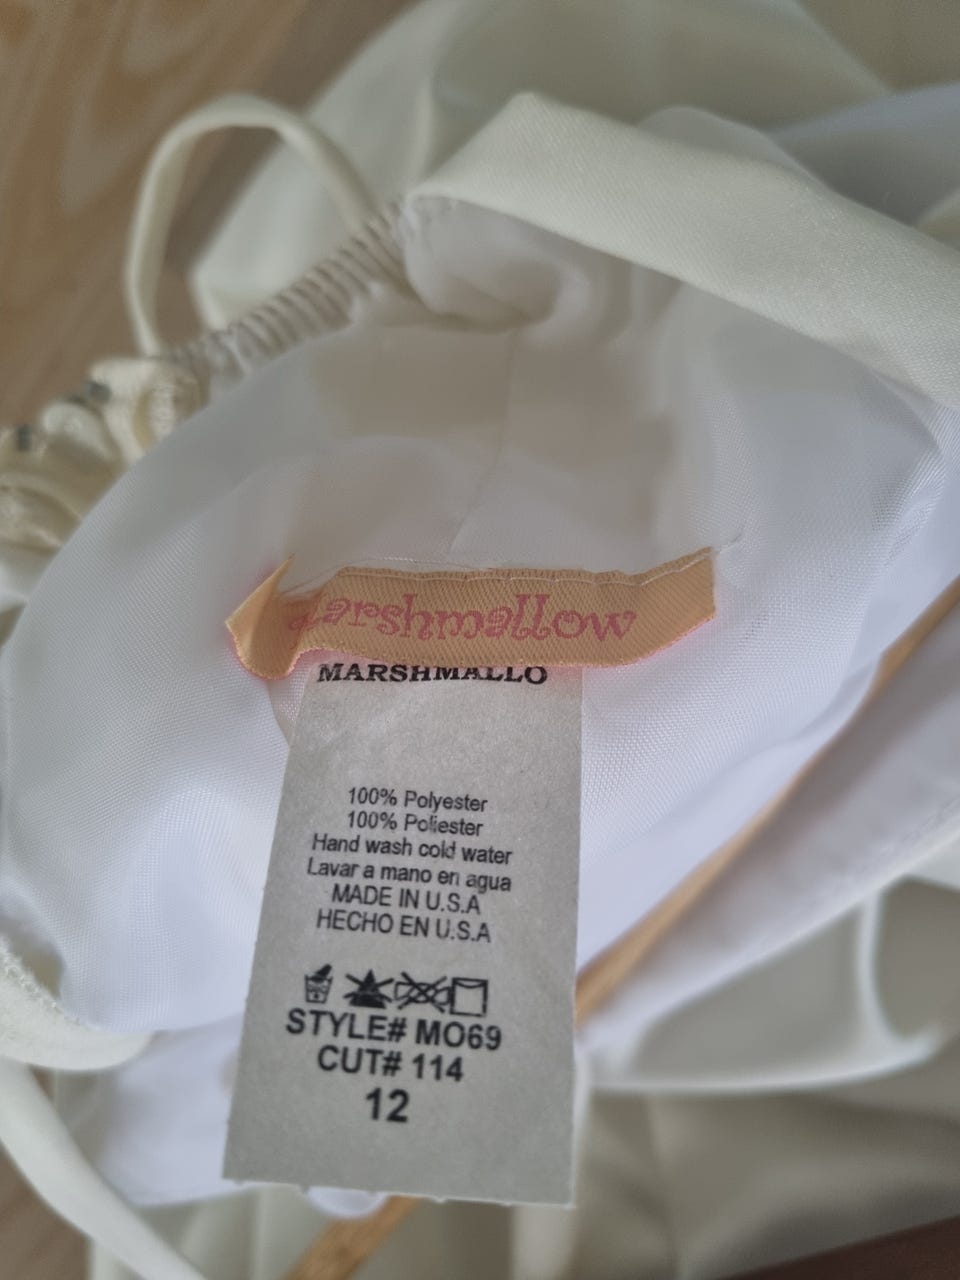 Marshmallow
MARSHMALLO
100% Polyester
100% Poliester
Hand wash cold water
Lavar a mano en agua
MADE IN U.S.A
HECHO EN U.S.A
STYLE# MO69
CUT# 114
12